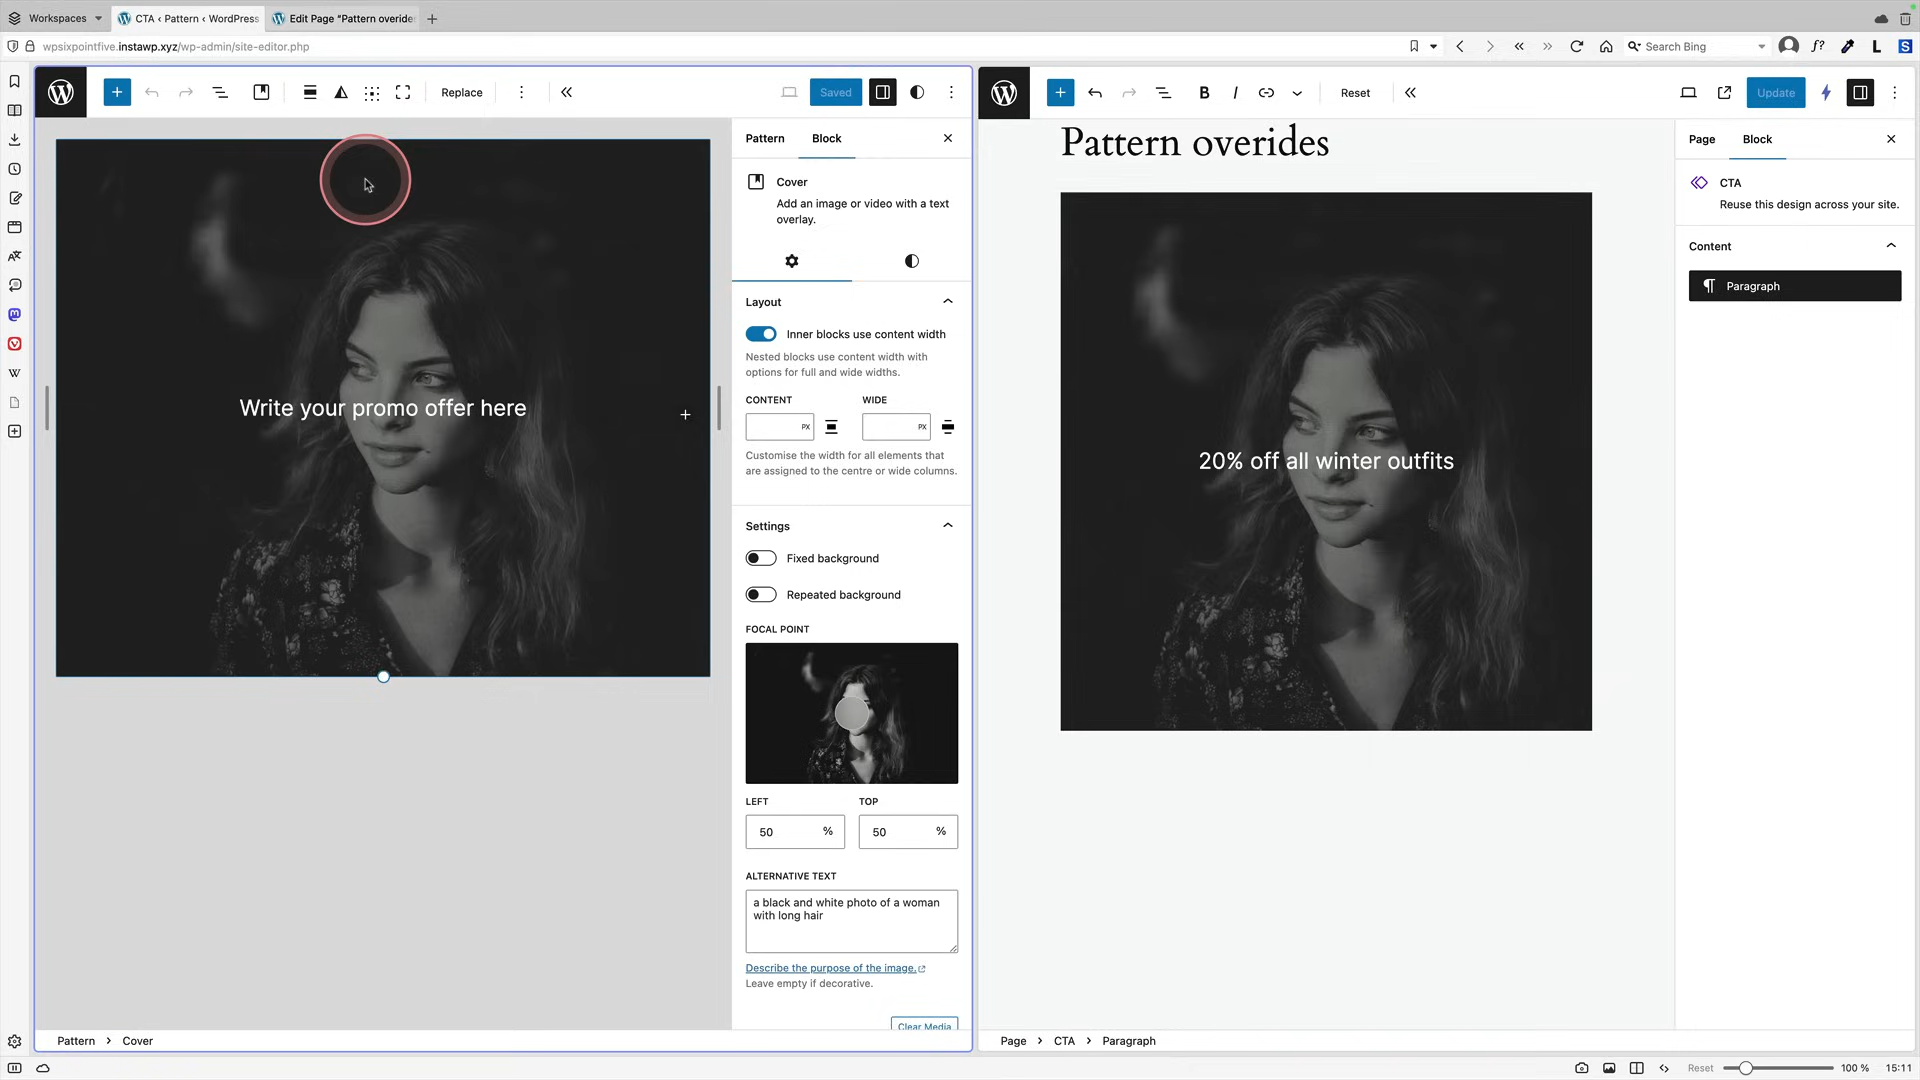 Workspaces
CTA ‹ Pattern ‹ WordPress
Edit Page “Pattern overide
wpsixpointfive.instawp.xyz/wp-admin/site-editor.php
Search Bing
f?
L
S
Replace
Saved
Reset
Update
Pattern
Block
Cover
Add an image or video with a text
overlay.
Layout
Inner blocks use content width
Nested blocks use content width with
options for full and wide widths.
CONTENT
WIDE
PX
PX
Customise the width for all elements that
are assigned to the centre or wide columns.
Settings
Fixed background
Repeated background
FOCAL POINT
LEFT
TOP
50 %
50 %
ALTERNATIVE TEXT
a black and white photo of a woman
with long hair
Describe the purpose of the image.
Leave empty if decorative.
Clear Media
Write your promo offer here
Pattern > Cover
Pattern overides
20% off all winter outfits
Page
Block
CTA
Reuse this design across your site.
Content
Paragraph
Page > CTA > Paragraph
Reset
100 %
15:11